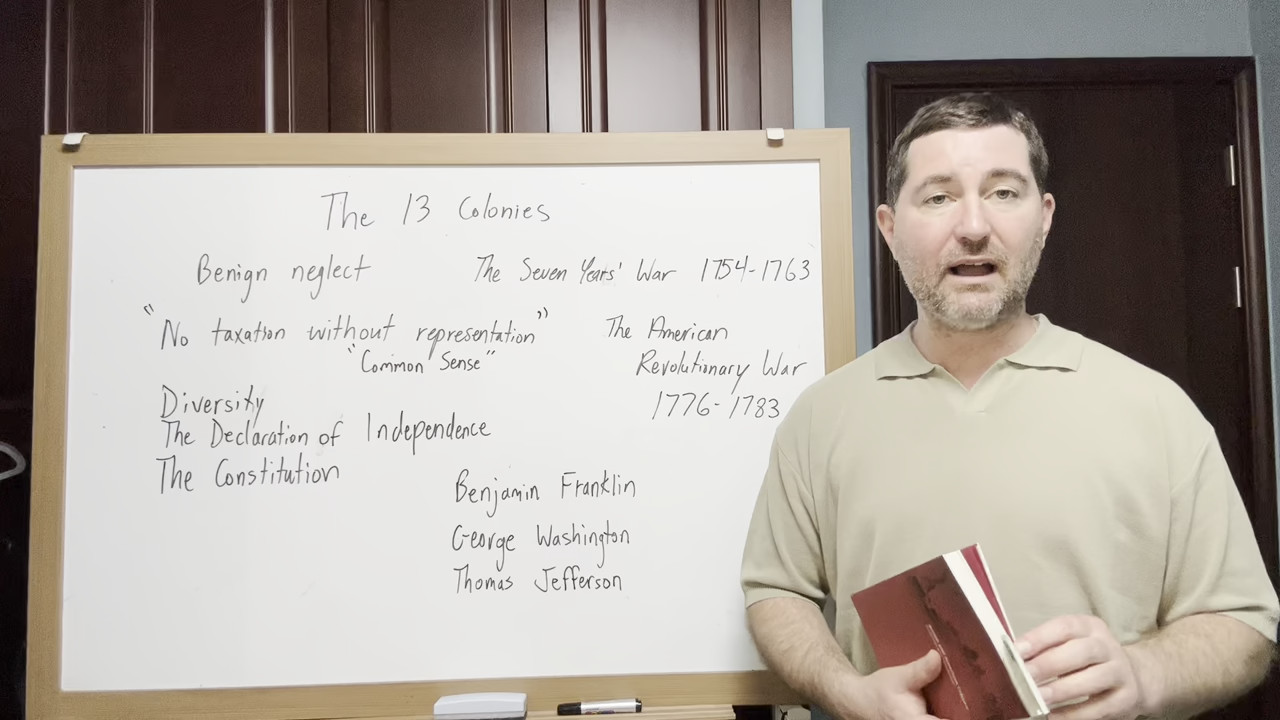 The 13 Colonies
Benign neglect
The Seven Years' War 1754-1763
"No taxation without representation"
"Common Sense"
The American
Revolutionary War
1776-1783
Diversity
The Declaration of Independence
The Constitution
Benjamin Franklin
George Washington
Thomas Jefferson